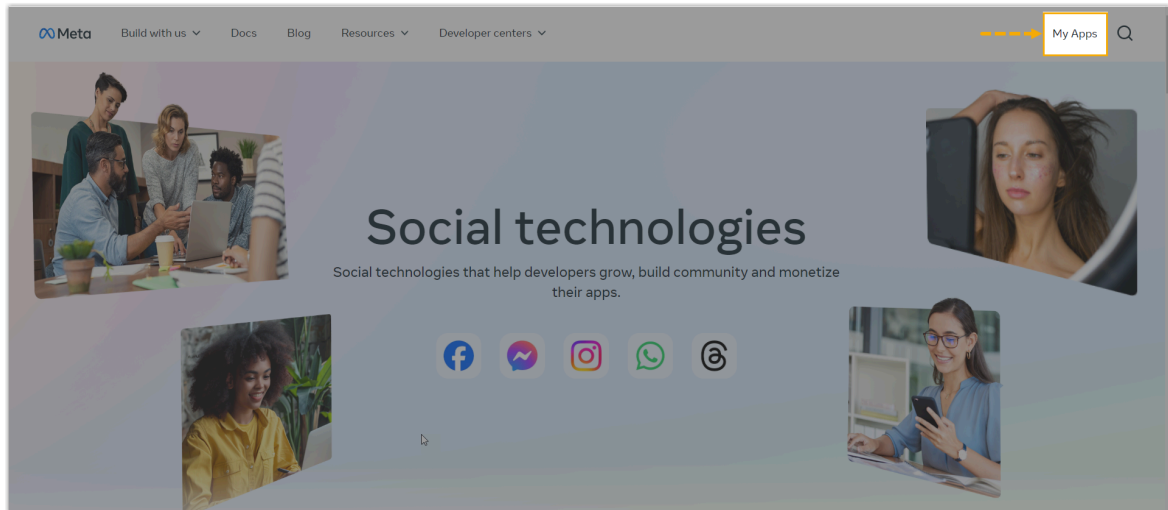 Meta Build with us Docs Blog Resources Developer centers My Apps
Social technologies
Social technologies that help developers grow, build community and monetize
their apps.